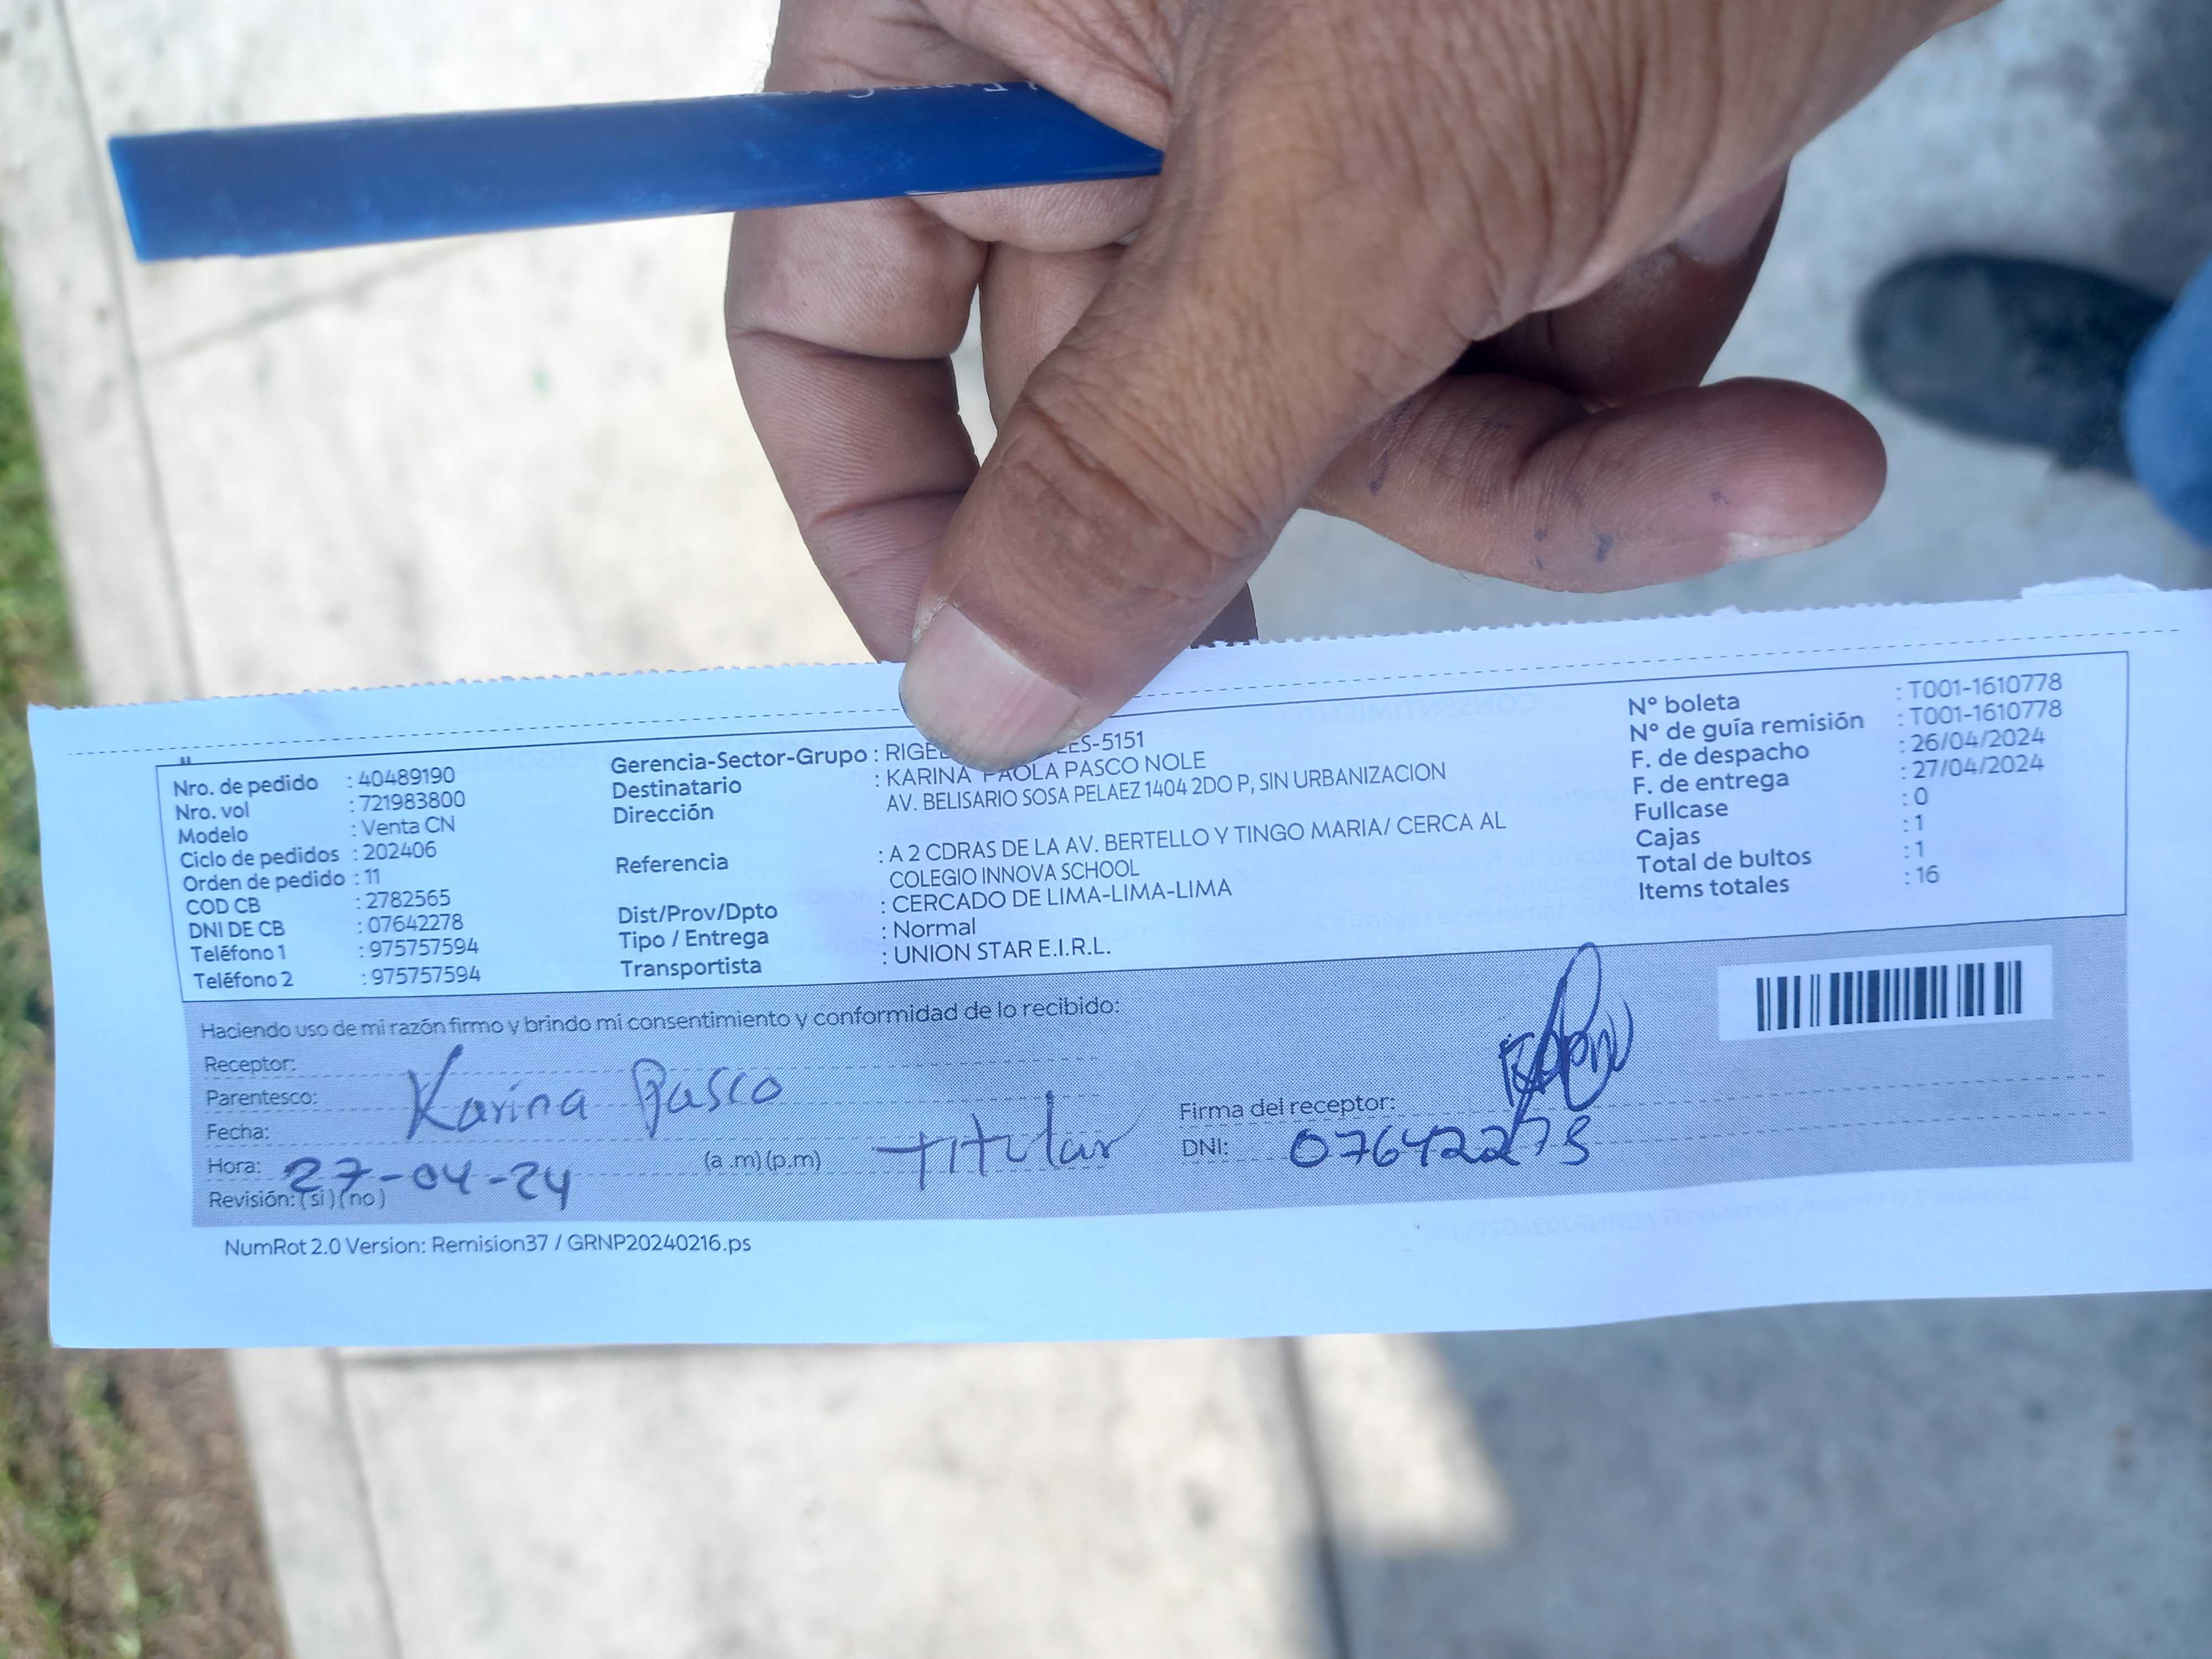 Nro. de pedido : 40489190
Nro. vol : 721983800
Modelo : Venta CN
Ciclo de pedidos : 202406
Orden de pedido : 11
COD CB : 2782565
DNI DE CB : 07642278
Teléfono 1 : 975757594
Teléfono 2 : 975757594
Gerencia-Sector-Grupo : -5151
Destinatario : KARINA PAOLA PASCO NOLE
Dirección AV. BELISARIO SOSA PELAEZ 1404 2DO P, SIN URBANIZACION
Referencia : A 2 CDRAS DE LA AV. BERTELLO Y TINGO MARIA/ CERCA AL
COLEGIO INNOVA SCHOOL
Dist/Prov/Dpto : CERCADO DE LIMA-LIMA-LIMA
Tipo / Entrega : Normal
Transportista : UNION STAR E.I.R.L.
N° boleta : T001-1610778
N° de guía remisión : T001-1610778
F. de despacho : 26/04/2024
F. de entrega : 27/04/2024
Fullcase : 0
Cajas : 1
Total de bultos : 1
Items totales : 16
Haciendo uso de mi razón firmo y brindo mi consentimiento y conformidad de lo recibido:
Receptor:
Parentesco: Karina Pasco
Fecha:
Hora: 27-04-24 (a .m) (p.m) Titular
Revisión: (si) (no)
Firma del receptor:
DNI: 07642278
NumRot 2.0 Version: Remision37 / GRNP20240216.ps